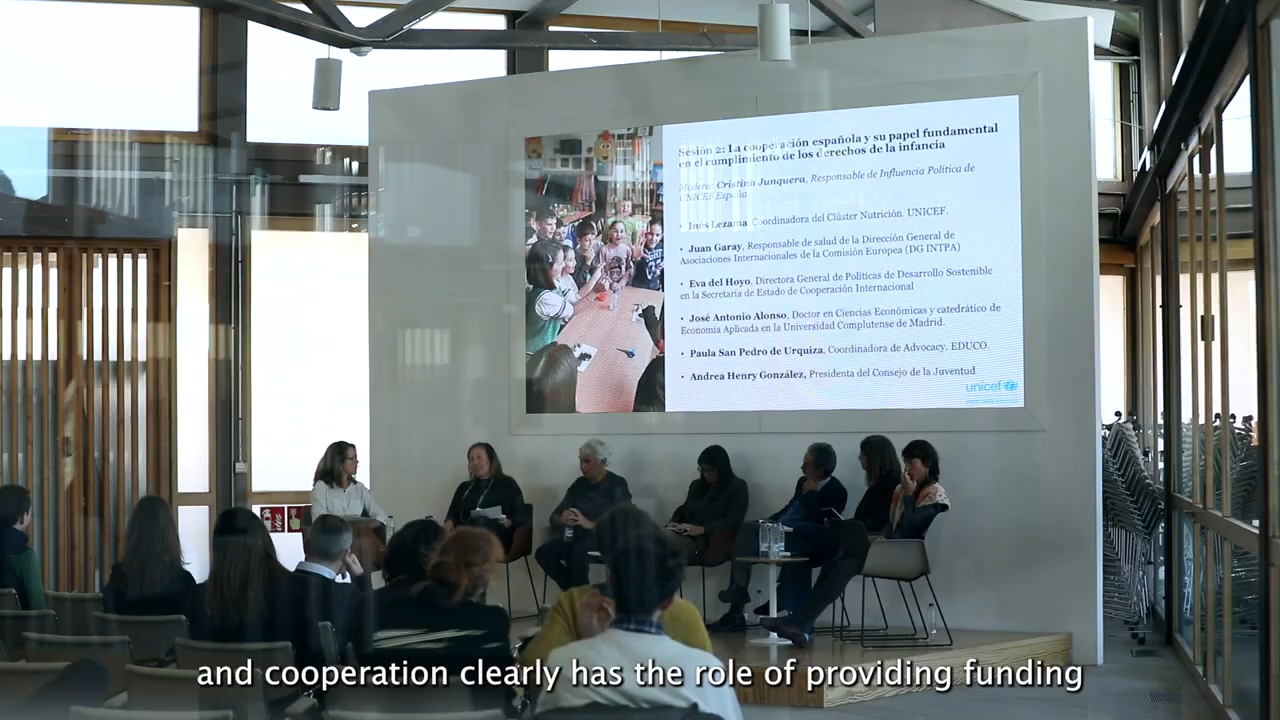 Sesión 2: La cooperación española y su papel fundamental
en el cumplimiento de los derechos de la infancia
Modera: Cristina Junquera, Responsable de Influencia Política de
UNICEF España
• Inés Lezama, Coordinadora del Clúster Nutrición. UNICEF.
• Juan Garay, Responsable de salud de la Dirección General de
Asociaciones Internacionales de la Comisión Europea (DG INTPA)
• Eva del Hoyo, Directora General de Políticas de Desarrollo Sostenible
en la Secretaria de Estado de Cooperación Internacional
• José Antonio Alonso, Doctor en Ciencias Económicas y catedrático de
Economía Aplicada en la Universidad Complutense de Madrid.
• Paula San Pedro de Urquiza, Coordinadora de Advocacy. EDUCO.
• Andrea Henry González, Presidenta del Consejo de la Juventud
unicef
and cooperation clearly has the role of providing funding